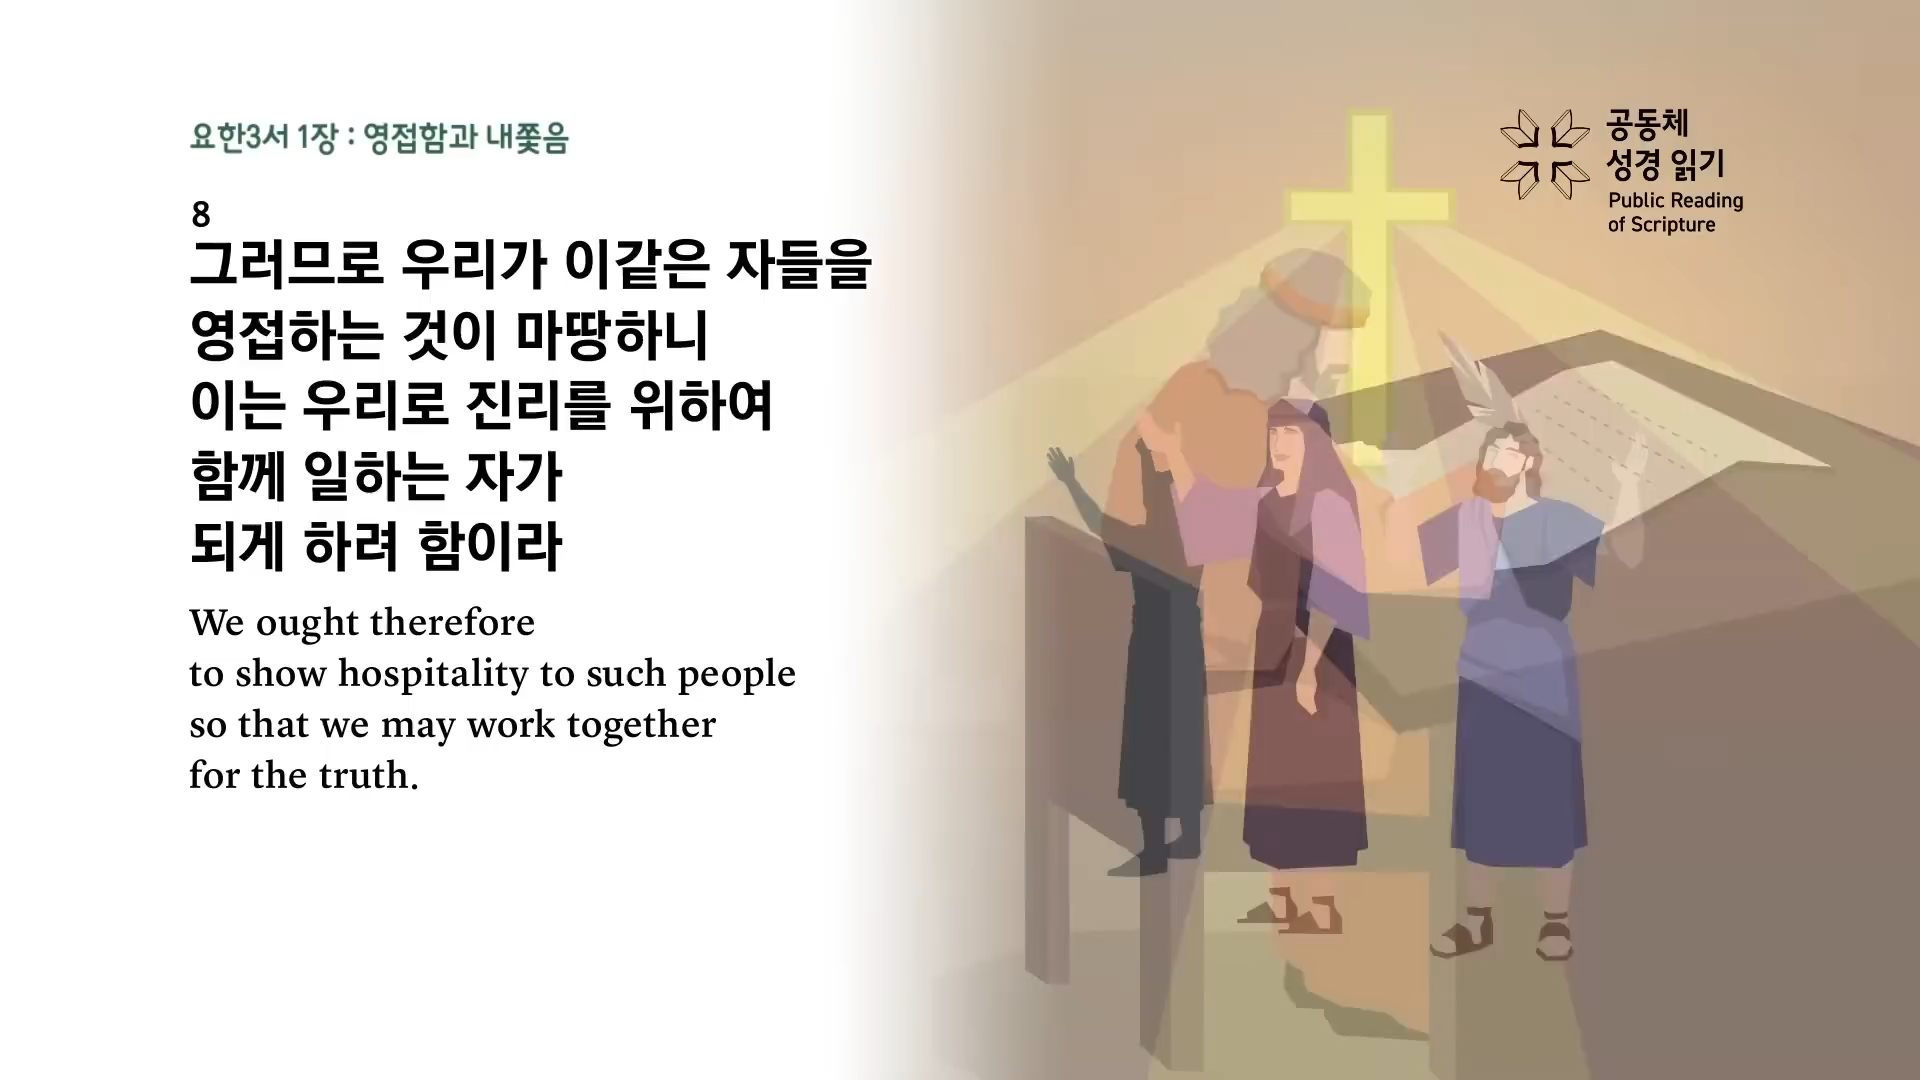 요한3서 1장 : 영접함과 내쫓음
8
그러므로 우리가 이같은 자들을
영접하는 것이 마땅하니
이는 우리로 진리를 위하여
함께 일하는 자가
되게 하려 함이라
We ought therefore
to show hospitality to such people
so that we may work together
for the truth.
공동체
성경 읽기
Public Reading
of Scripture